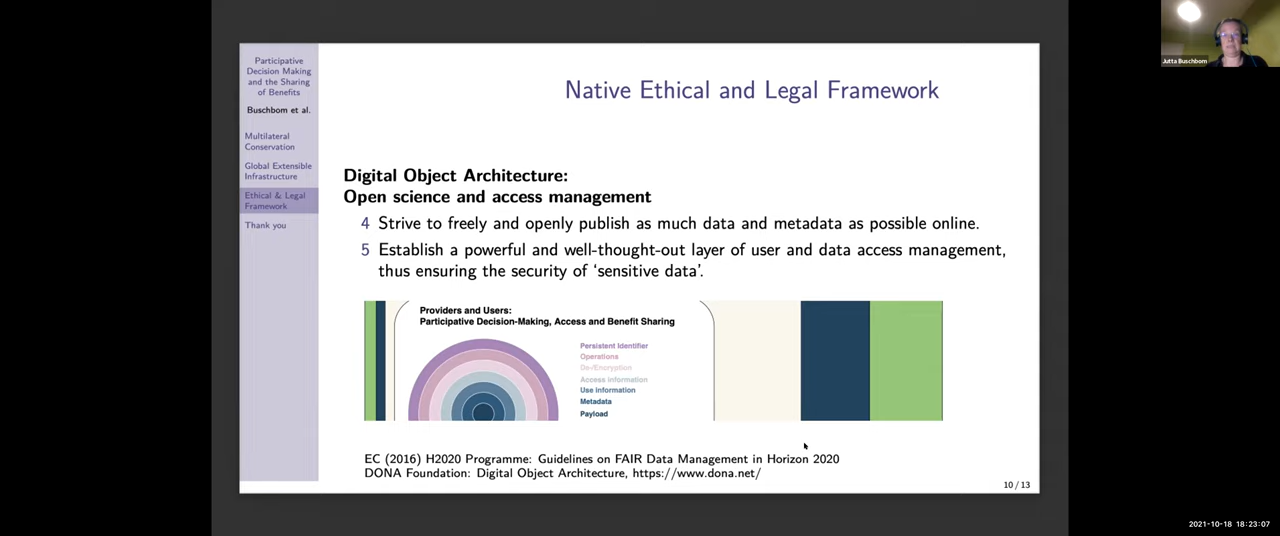 Participative
Decision Making
and the Sharing
of Benefits
Buschbom et al.
Multilateral
Conservation
Global Extensible
Infrastructure
Ethical & Legal
Framework
Thank you
Native Ethical and Legal Framework
Digital Object Architecture:
Open science and access management
4 Strive to freely and openly publish as much data and metadata as possible online.
5 Establish a powerful and well-thought-out layer of user and data access management,
thus ensuring the security of ‘sensitive data’.
Providers and Users:
Participative Decision-Making, Access and Benefit Sharing
Persistent Identifier
Operations
De-/Encryption
Access information
Use information
Metadata
Payload
EC (2016) H2020 Programme: Guidelines on FAIR Data Management in Horizon 2020
DONA Foundation: Digital Object Architecture, https://www.dona.net/
10 / 13
Jutta Buschbom
2021-10-18 18:23:07